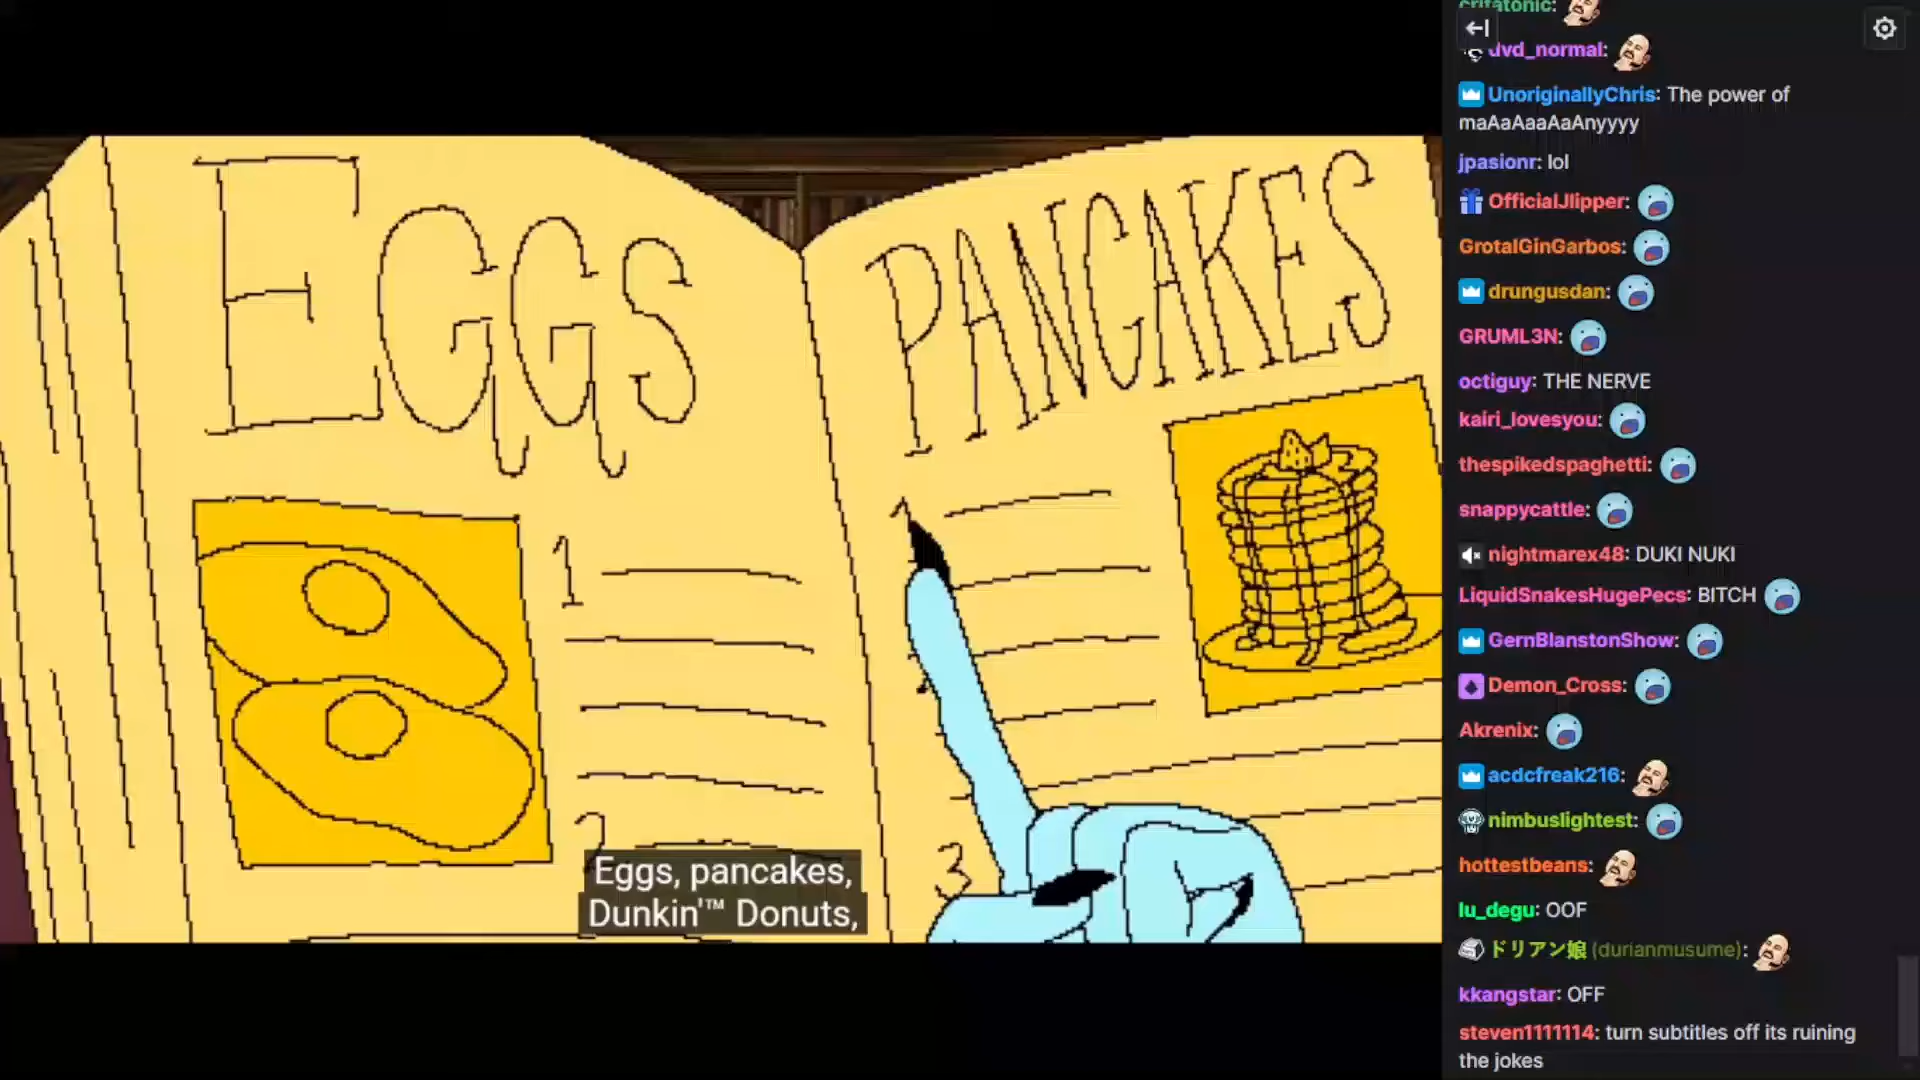 EGGS
PANCAKES
1
2
3
Eggs, pancakes,
Dunkin'™ Donuts,
critatonic:
dvd_normal:
UnoriginallyChris: The power of
maAaAaaAaAnyyyy
jpasionr: lol
OfficialJlipper:
GrotalGinGarbos:
drungusdan:
GRUML3N:
octiguy: THE NERVE
kairi_lovesyou:
thespikedspaghetti:
snappycattle:
nightmarex48: DUKI NUKI
LiquidSnakesHugePecs: BITCH
GernBlanstonShow:
Demon_Cross:
Akrenix:
acdcfreak216:
nimbuslightest:
hottestbeans:
lu_degu: OOF
ドリアン娘 (durianmusume):
kkangstar: OFF
steven1111114: turn subtitles off its ruining
the jokes